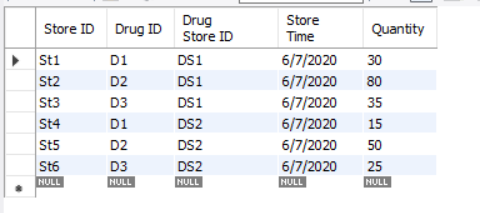 Store ID Drug ID Drug Store ID Store Time Quantity
St1 D1 DS1 6/7/2020 30
St2 D2 DS1 6/7/2020 80
St3 D3 DS1 6/7/2020 35
St4 D1 DS2 6/7/2020 15
St5 D2 DS2 6/7/2020 50
St6 D3 DS2 6/7/2020 25
NULL NULL NULL NULL NULL